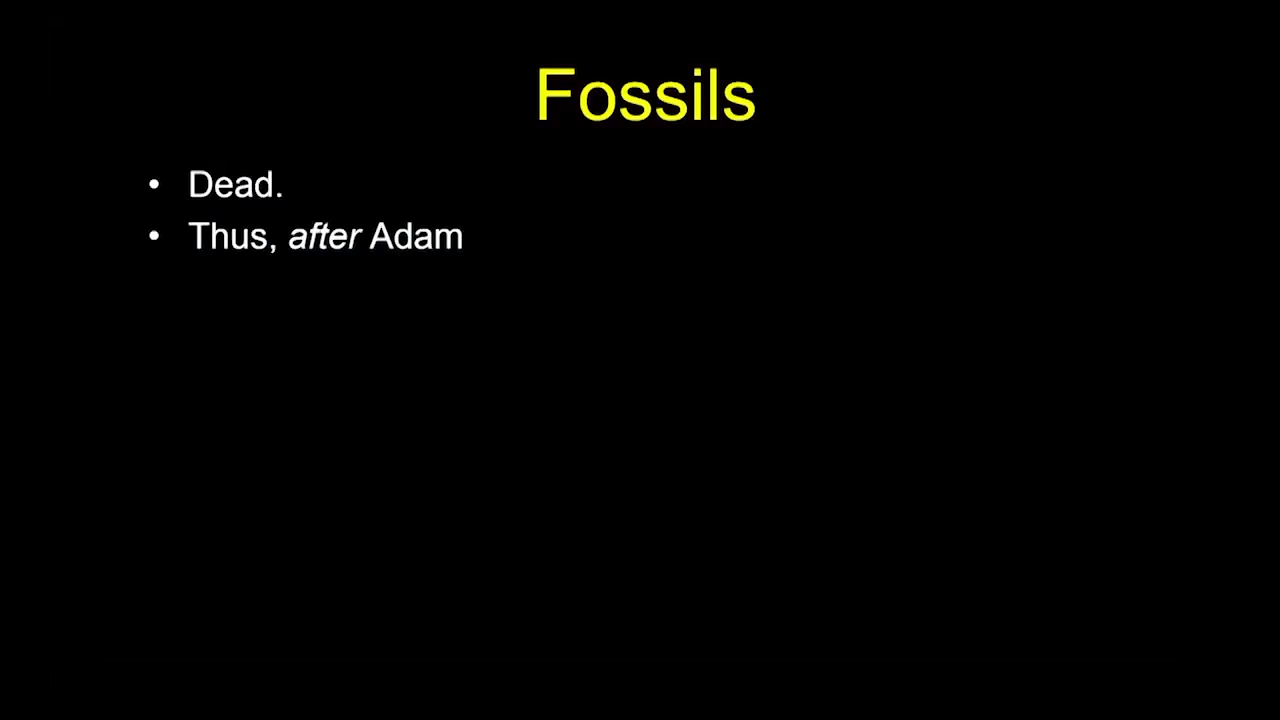 Fossils
• Dead.
• Thus, after Adam